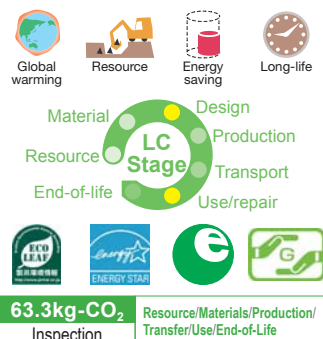 Global
warming
Resource
Energy
saving
Long-life
Material
Design
Resource
LC
Stage
Production
Transport
End-of-life
Use/repair
ECO
LEAF
energy
ENERGY STAR
e
G
63.3kg-CO₂
Inspection
Resource/Materials/Production/
Transfer/Use/End-of-Life